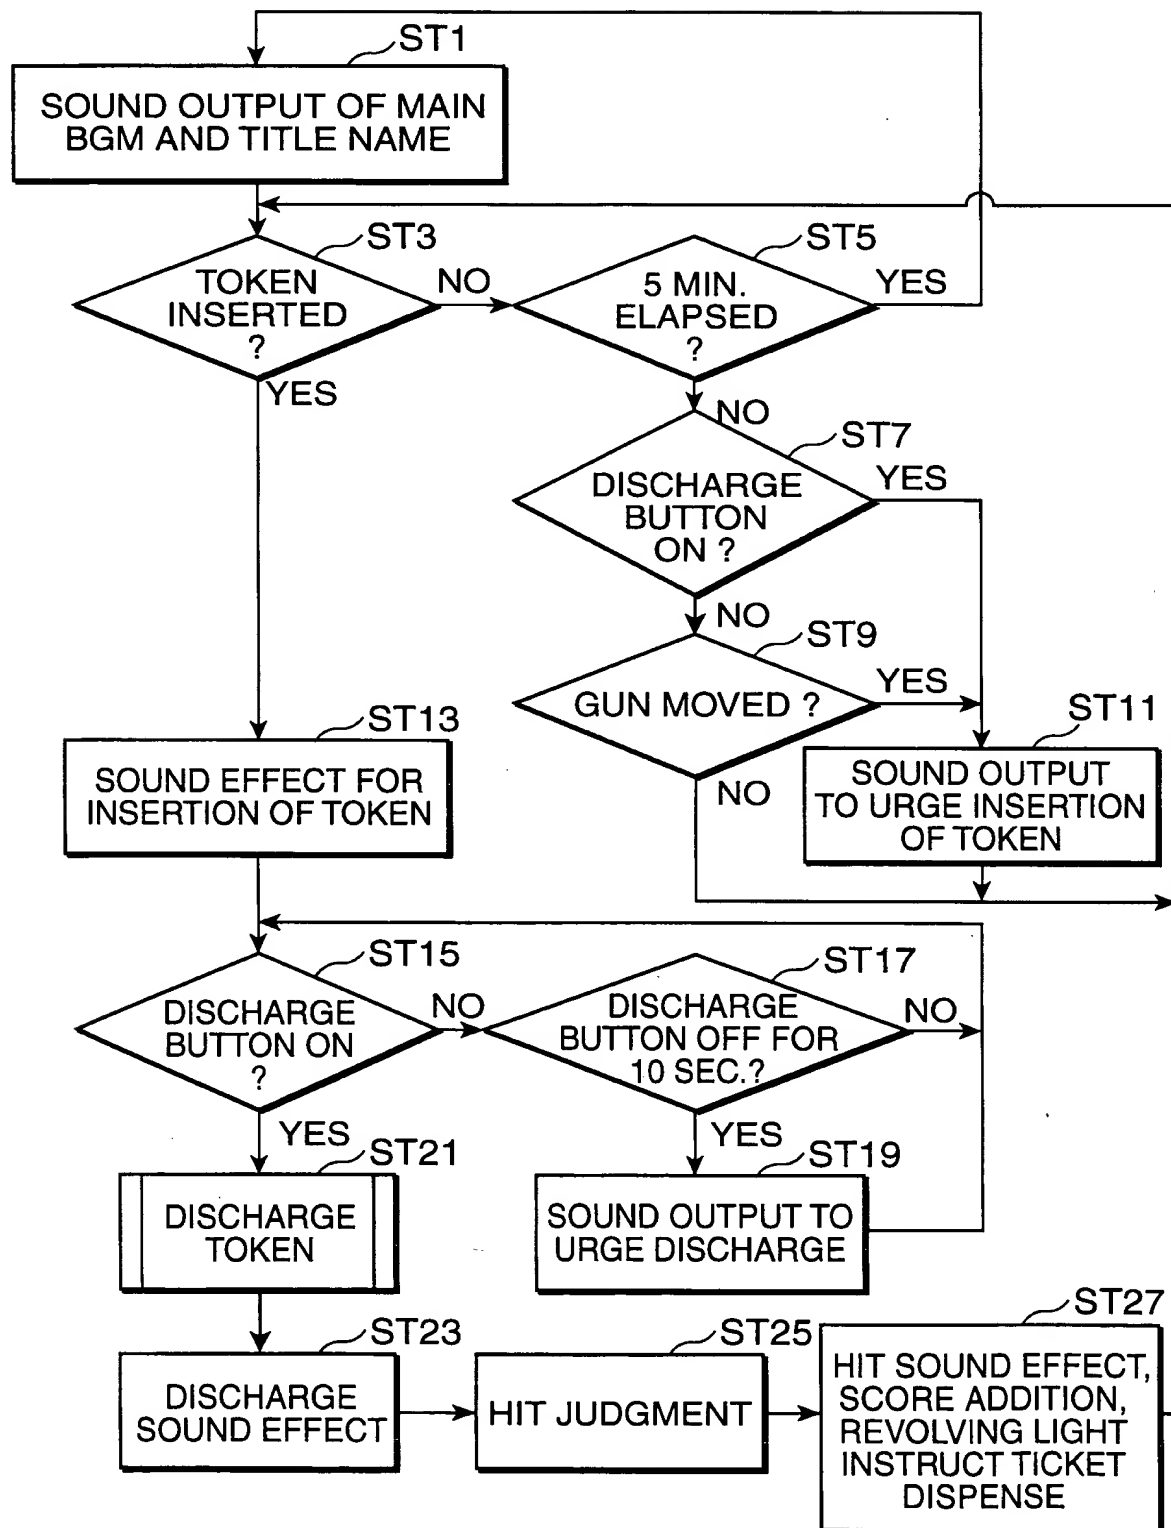 ST1
SOUND OUTPUT OF MAIN
BGM AND TITLE NAME
ST3
TOKEN
INSERTED
?
NO
YES
ST5
5 MIN.
ELAPSED
?
YES
NO
ST7
DISCHARGE
BUTTON
ON ?
YES
NO
ST9
GUN MOVED ?
YES
NO
ST11
SOUND OUTPUT
TO URGE INSERTION
OF TOKEN
ST13
SOUND EFFECT FOR
INSERTION OF TOKEN
ST15
DISCHARGE
BUTTON ON
?
NO
YES
ST17
DISCHARGE
BUTTON OFF FOR
10 SEC.?
NO
YES
ST19
SOUND OUTPUT TO
URGE DISCHARGE
ST21
DISCHARGE
TOKEN
ST23
DISCHARGE
SOUND EFFECT
ST25
HIT JUDGMENT
ST27
HIT SOUND EFFECT,
SCORE ADDITION,
REVOLVING LIGHT
INSTRUCT TICKET
DISPENSE